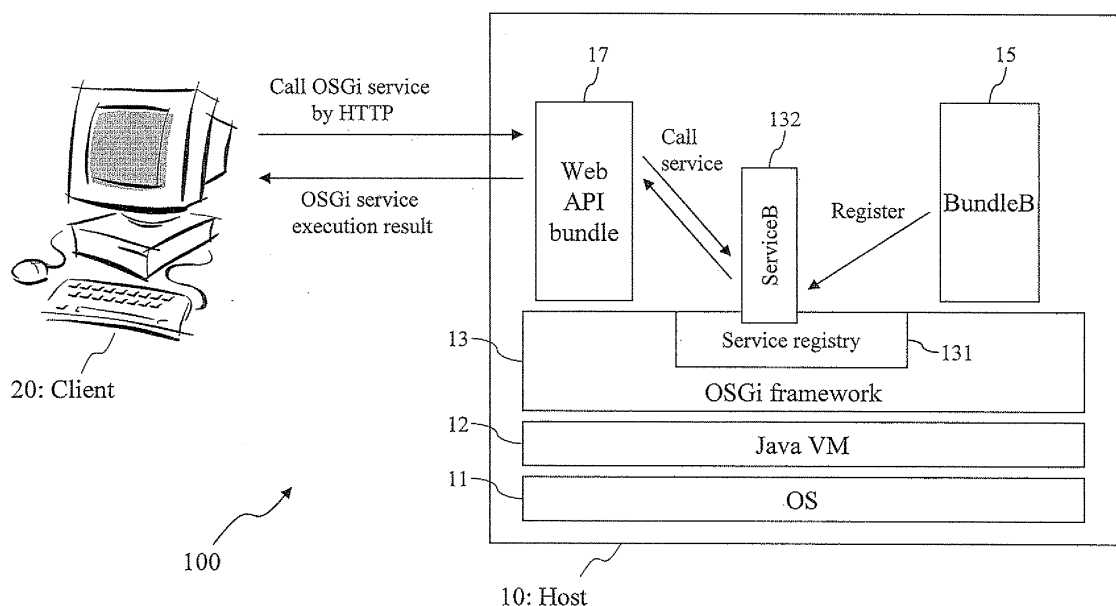 17
15
Call OSGi service
by HTTP
132
Call
service
Web
API
bundle
OSGi service
execution result
ServiceB
Register
BundleB
13
Service registry
131
OSGi framework
20: Client
12
Java VM
11
OS
100
10: Host